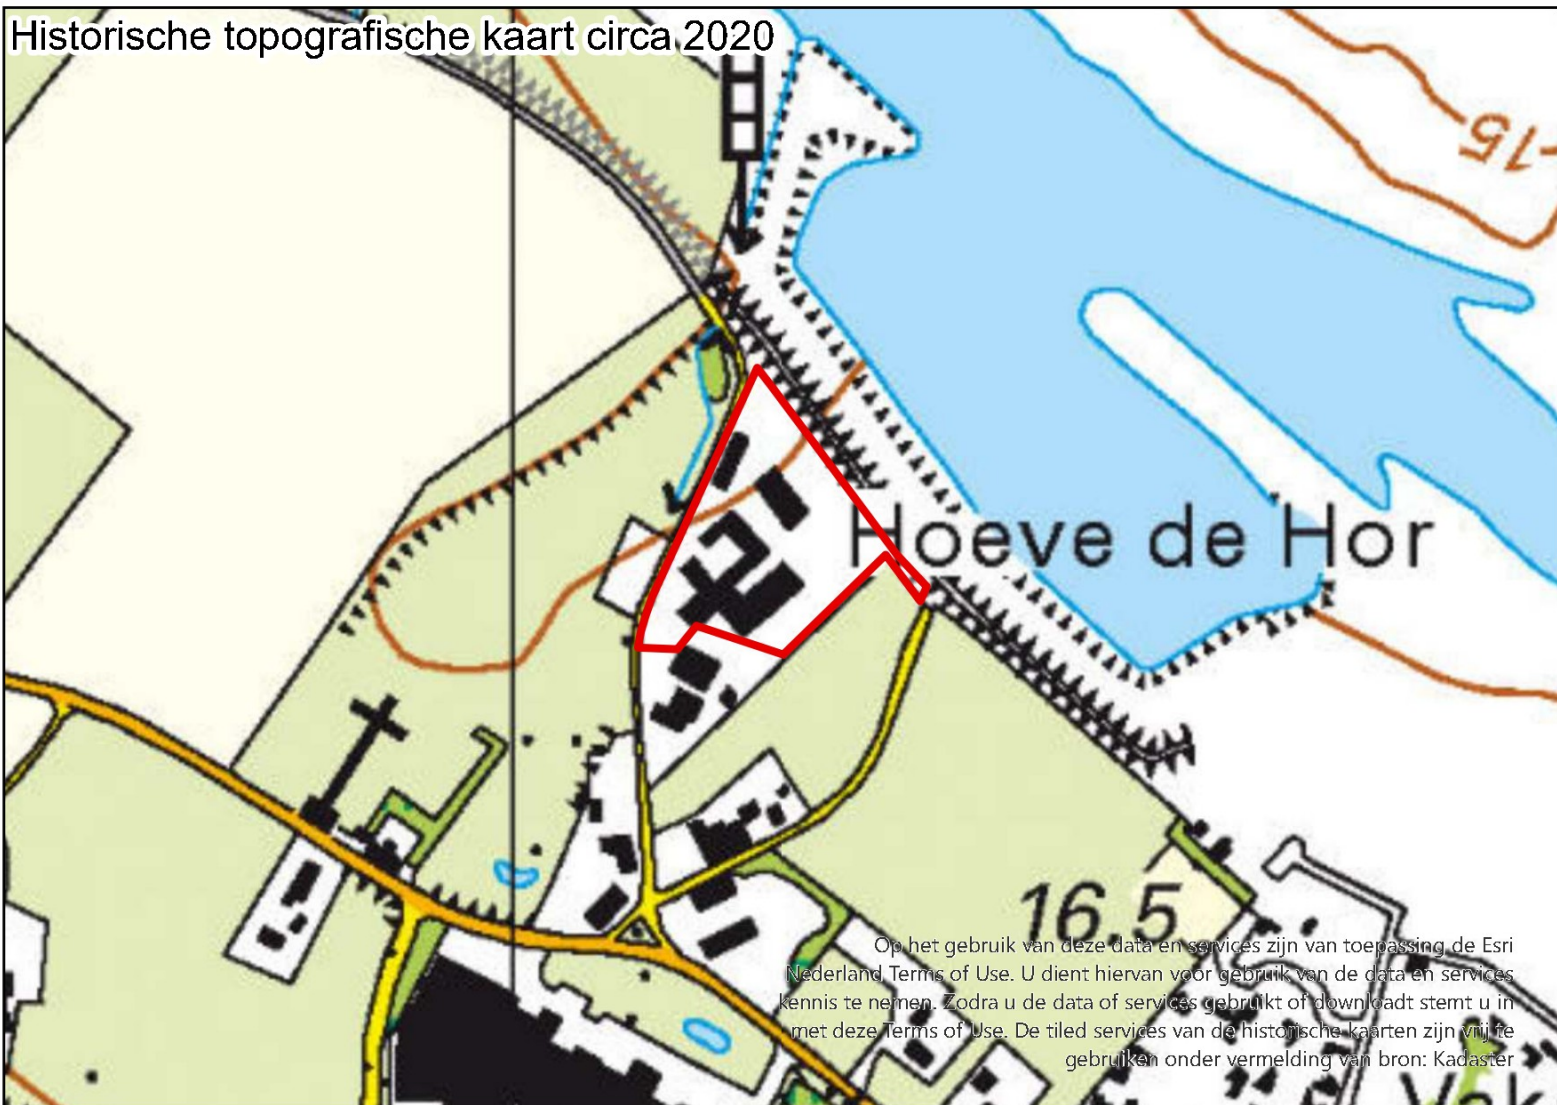 Historische topografische kaart circa 2020
-15
Hoeve de Hor
16.5
Op het gebruik van deze data en services zijn van toepassing de Esri
Nederland Terms of Use. U dient hiervan voor gebruik van de data en services
kennis te nemen. Zodra u de data of services gebruikt of downloadt stemt u in
met deze Terms of Use. De tiled services van de historische kaarten zijn vrij te
gebruiken onder vermelding van bron: Kadaster